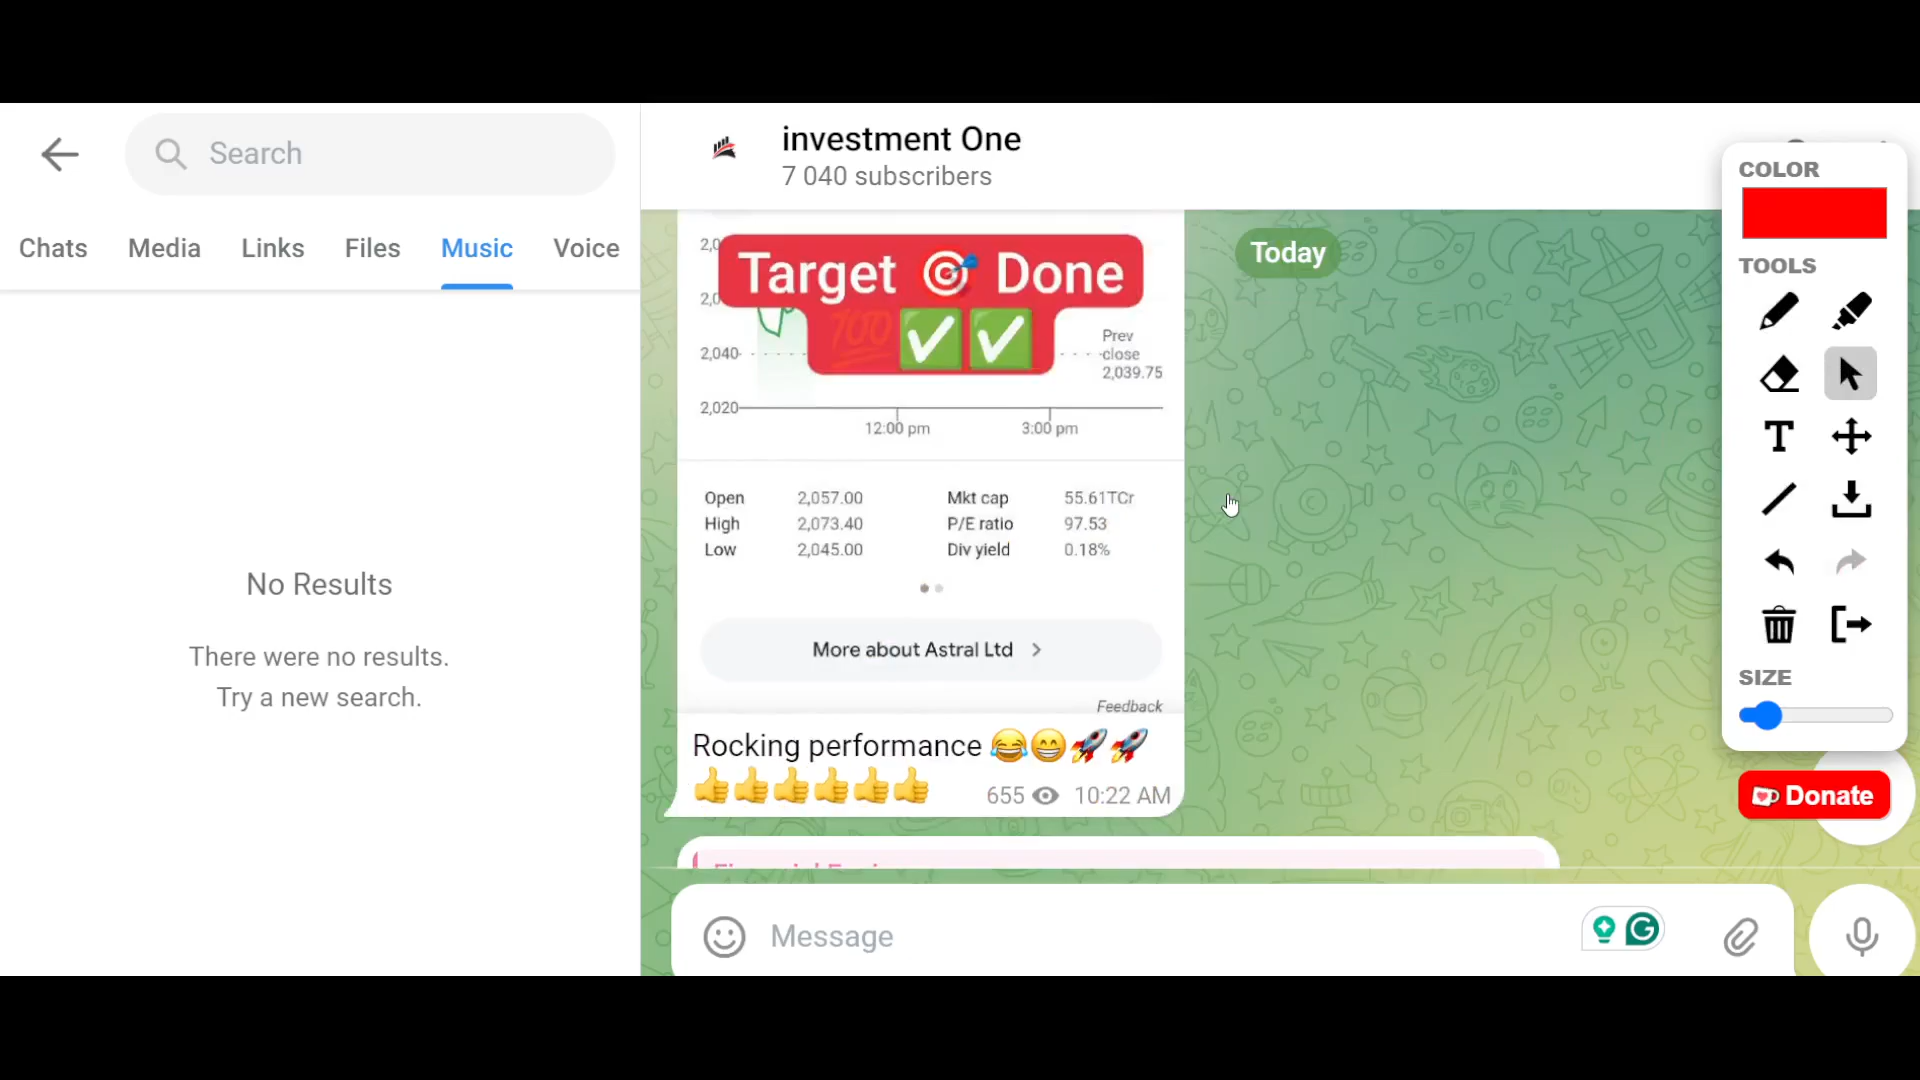 Search
Chats
Media
Links
Files
Music
Voice
No Results
There were no results.
Try a new search.
investment One
7 040 subscribers
Today
Target 🎯 Done
💯✅✅
2,040
2,020
Prev
close
2,039.75
12:00 pm
3:00 pm
Open 2,057.00 Mkt cap 55.61TCr
High 2,073.40 P/E ratio 97.53
Low 2,045.00 Div yield 0.18%
More about Astral Ltd >
Feedback
Rocking performance 😂😁🚀🚀
👍👍👍👍👍👍 655 10:22 AM
E=mc²
Message
COLOR
TOOLS
T
SIZE
Donate